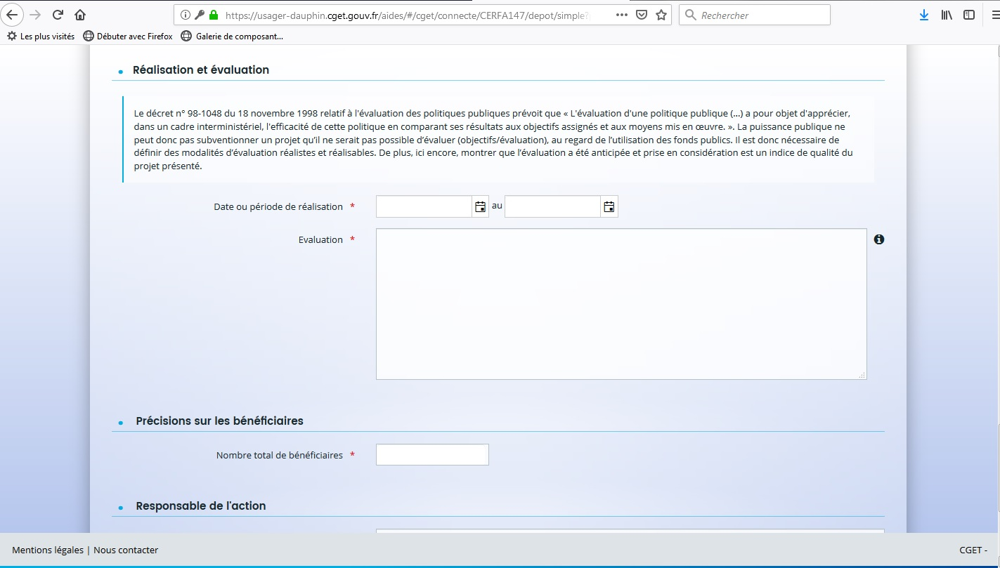 https://usager-dauphin.cget.gouv.fr/aides/#/cget/connecte/CERFA147/depot/simple?
Rechercher
Les plus visités Débuter avec Firefox Galerie de composant...
Réalisation et évaluation
Le décret n° 98-1048 du 18 novembre 1998 relatif à l'évaluation des politiques publiques prévoit que « L'évaluation d'une politique publique (...) a pour objet d'apprécier,
dans un cadre interministériel, l'efficacité de cette politique en comparant ses résultats aux objectifs assignés et aux moyens mis en œuvre. ». La puissance publique ne
peut donc pas subventionner un projet qu’il ne serait pas possible d’évaluer (objectifs/évaluation), au regard de l’utilisation des fonds publics. Il est donc nécessaire de
définir des modalités d’évaluation réalistes et réalisables. De plus, ici encore, montrer que l’évaluation a été anticipée et prise en considération est un indice de qualité du
projet présenté.
Date ou période de réalisation * au
Evaluation *
Précisions sur les bénéficiaires
Nombre total de bénéficiaires *
Responsable de l'action
Mentions légales | Nous contacter
CGET -